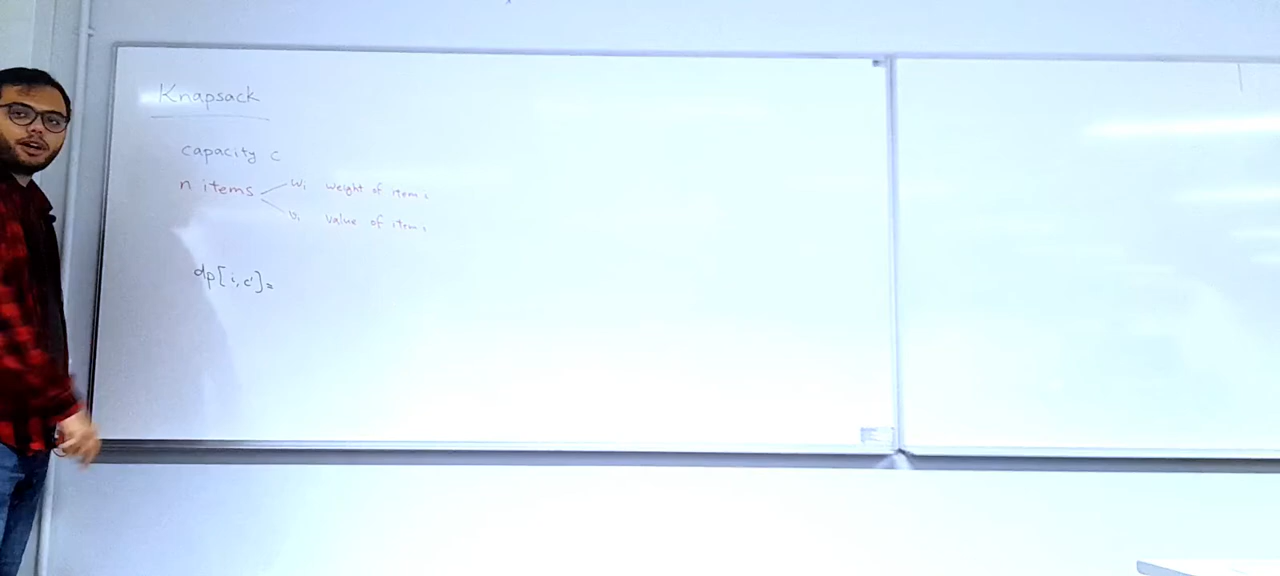 Knapsack
capacity c
n items
wi weight of item i
vi value of item i
dp[i,c']=